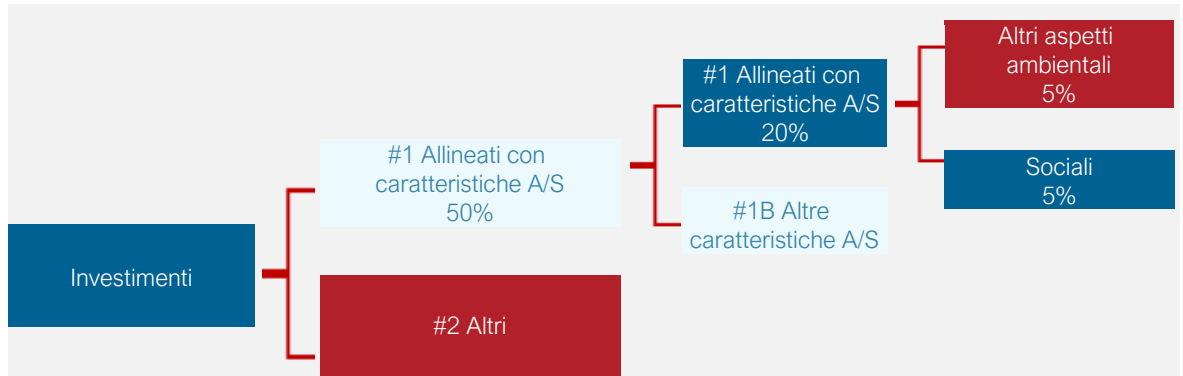 Investimenti
#1 Allineati con
caratteristiche A/S
50%
#2 Altri
#1 Allineati con
caratteristiche A/S
20%
#1B Altre
caratteristiche A/S
Altri aspetti
ambientali
5%
Sociali
5%